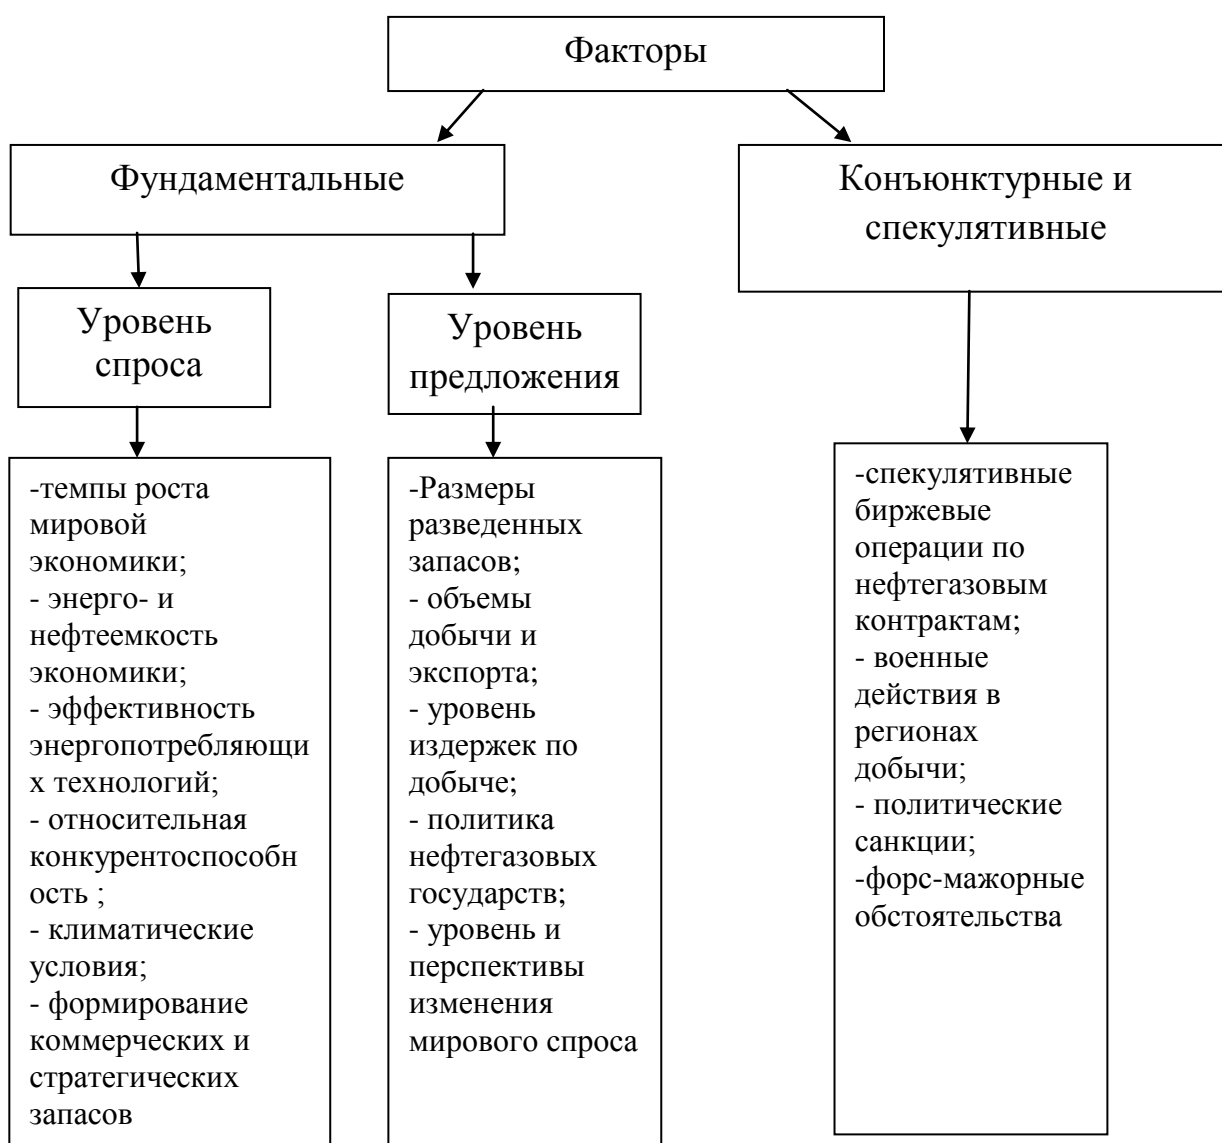 Факторы
Фундаментальные
Конъюнктурные и
спекулятивные
Уровень
спроса
Уровень
предложения
-темпы роста
мировой
экономики;
- энерго- и
нефтеемкость
экономики;
- эффективность
энергопотребляющи
х технологий;
- относительная
конкурентоспособн
ость ;
- климатические
условия;
- формирование
коммерческих и
стратегических
запасов
-Размеры
разведенных
запасов;
- объемы
добычи и
экспорта;
- уровень
издержек по
добыче;
- политика
нефтегазовых
государств;
- уровень и
перспективы
изменения
мирового спроса
-спекулятивные
биржевые
операции по
нефтегазовым
контрактам;
- военные
действия в
регионах
добычи;
- политические
санкции;
-форс-мажорные
обстоятельства